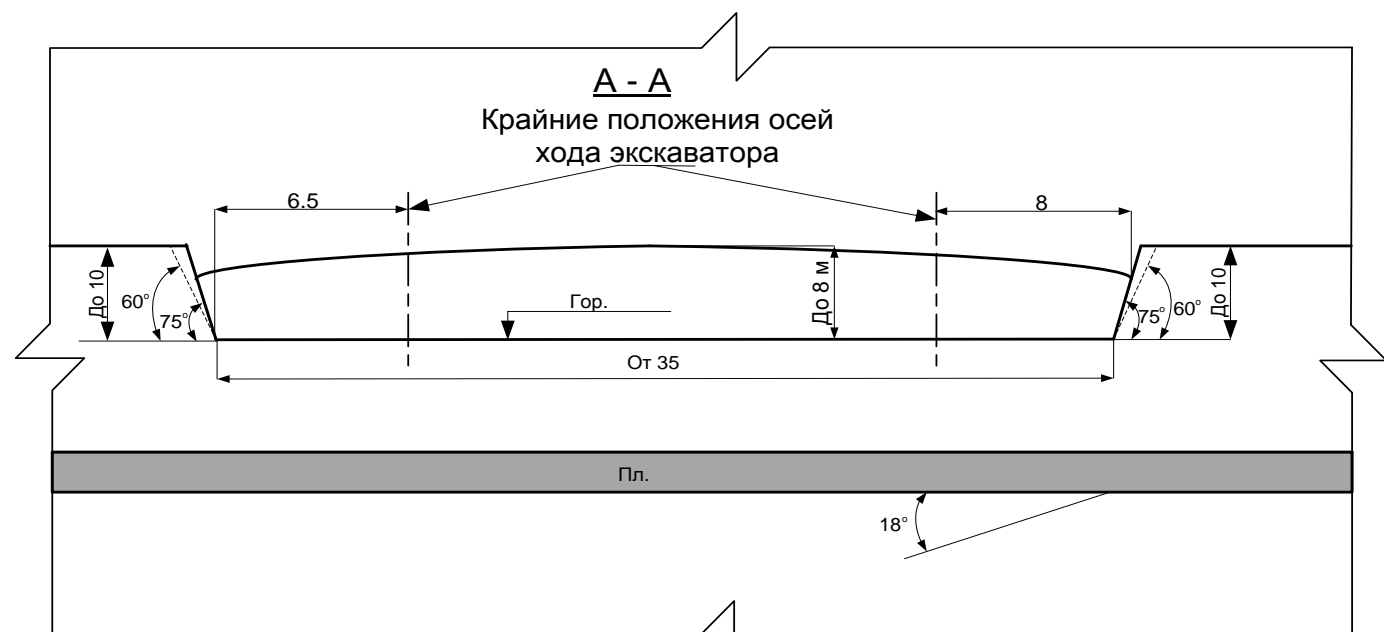 А - А
Крайние положения осей
хода экскаватора
6.5
8
До 10
60°
75°
Гор.
До 8 м
75°
60°
До 10
От 35
Пл.
18°